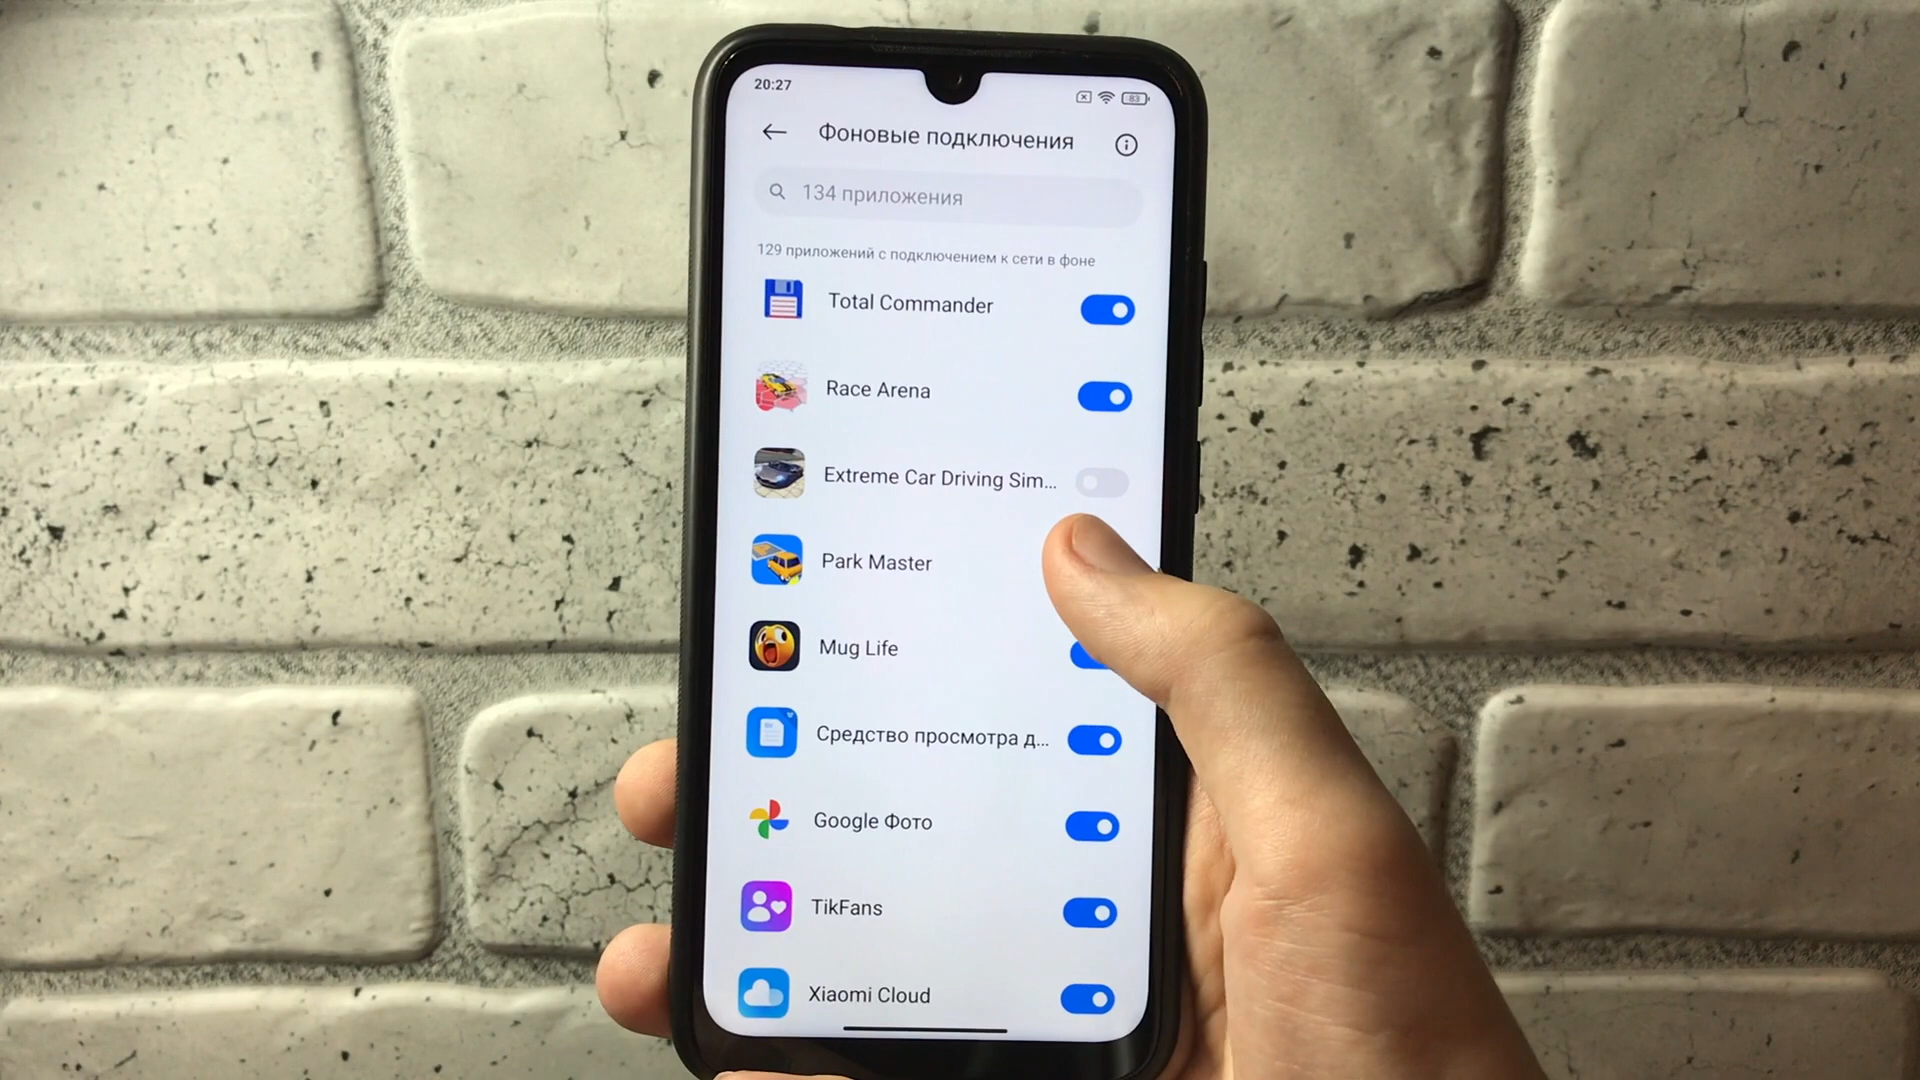 20:27
83
Фоновые подключения
134 приложения
129 приложений с подключением к сети в фоне
Total Commander
Race Arena
Extreme Car Driving Sim...
Park Master
Mug Life
Средство просмотра д...
Google Фото
TikFans
Xiaomi Cloud